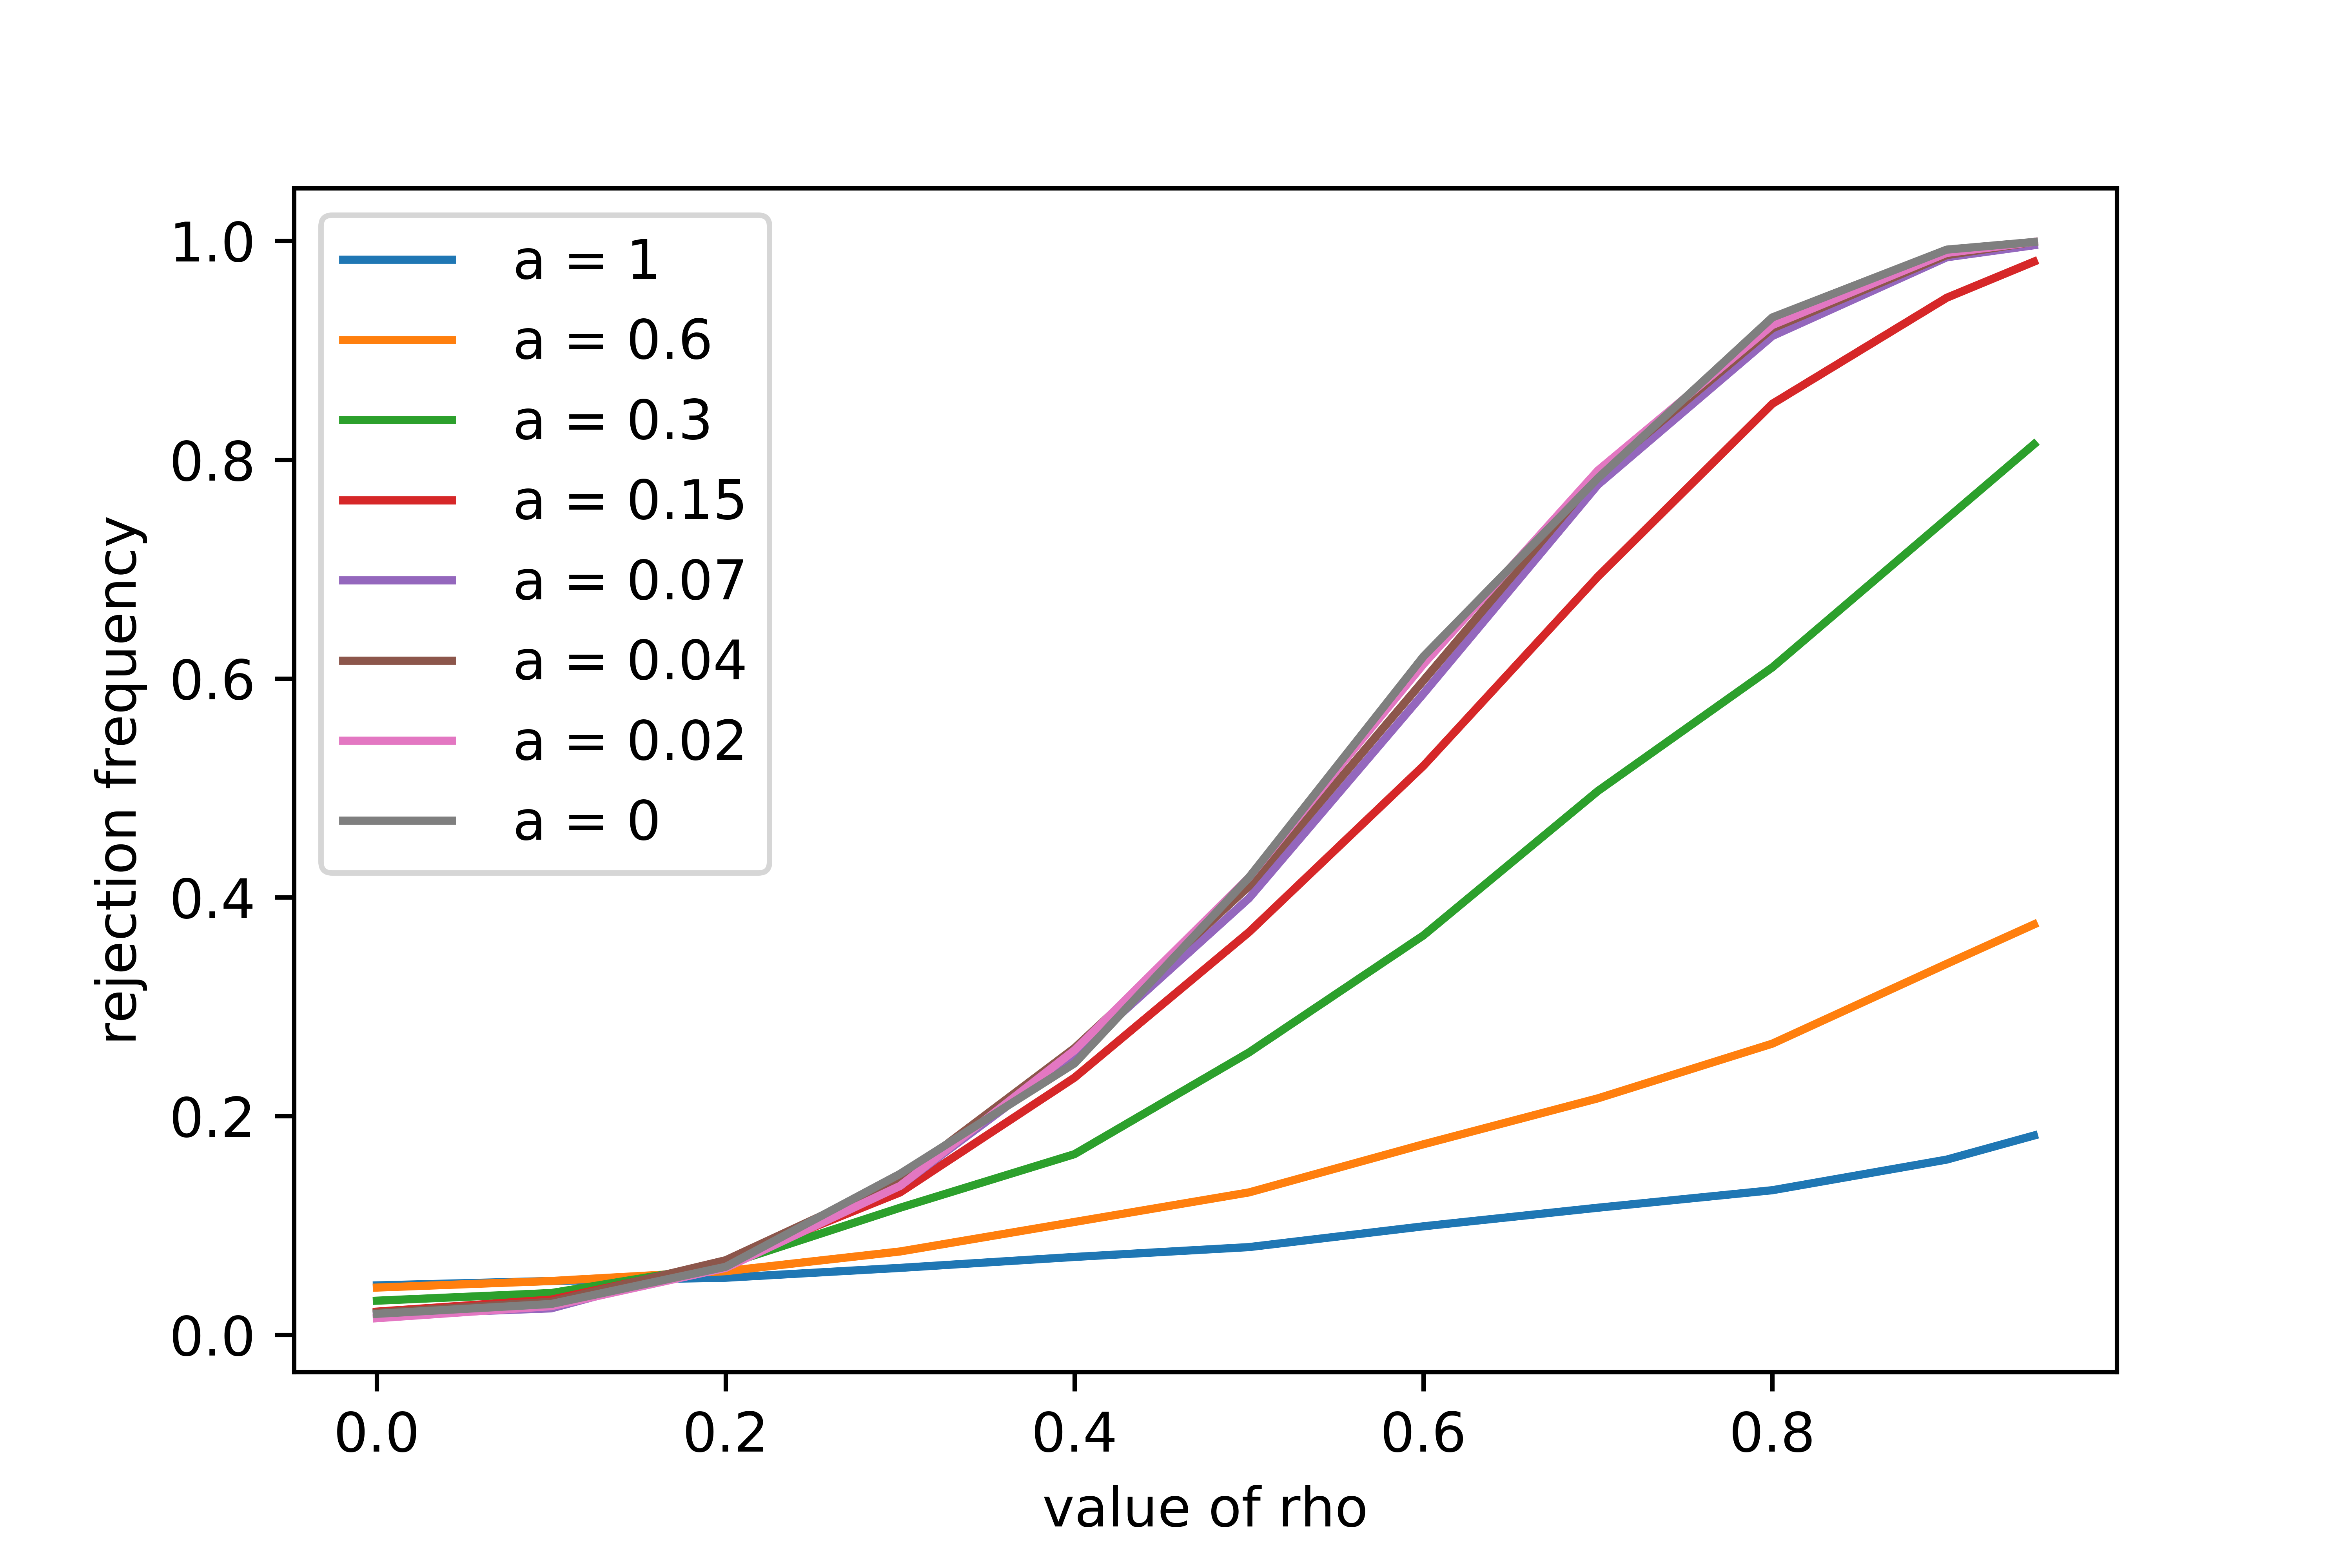 1.0
0.8
0.6
0.4
0.2
0.0
rejection frequency
a = 1
a = 0.6
a = 0.3
a = 0.15
a = 0.07
a = 0.04
a = 0.02
a = 0
0.0 0.2 0.4 0.6 0.8
value of rho